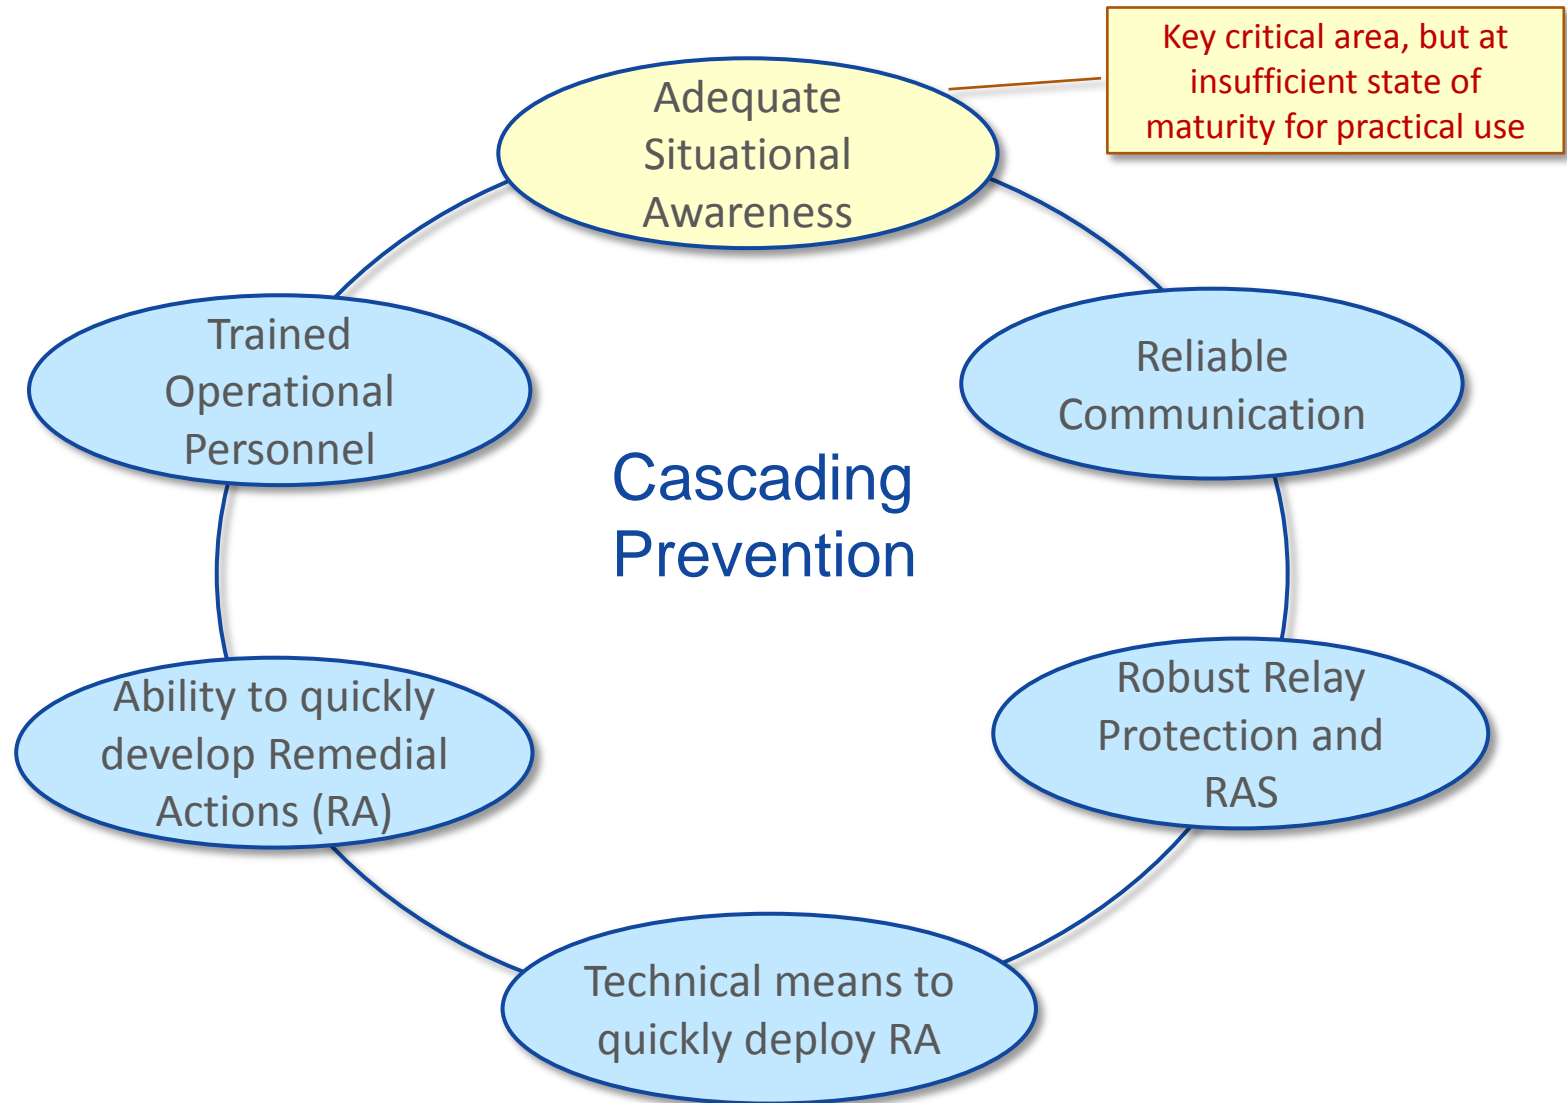 Key critical area, but at
insufficient state of
maturity for practical use
Adequate
Situational
Awareness
Trained
Operational
Personnel
Reliable
Communication
Cascading
Prevention
Ability to quickly
develop Remedial
Actions (RA)
Robust Relay
Protection and
RAS
Technical means to
quickly deploy RA